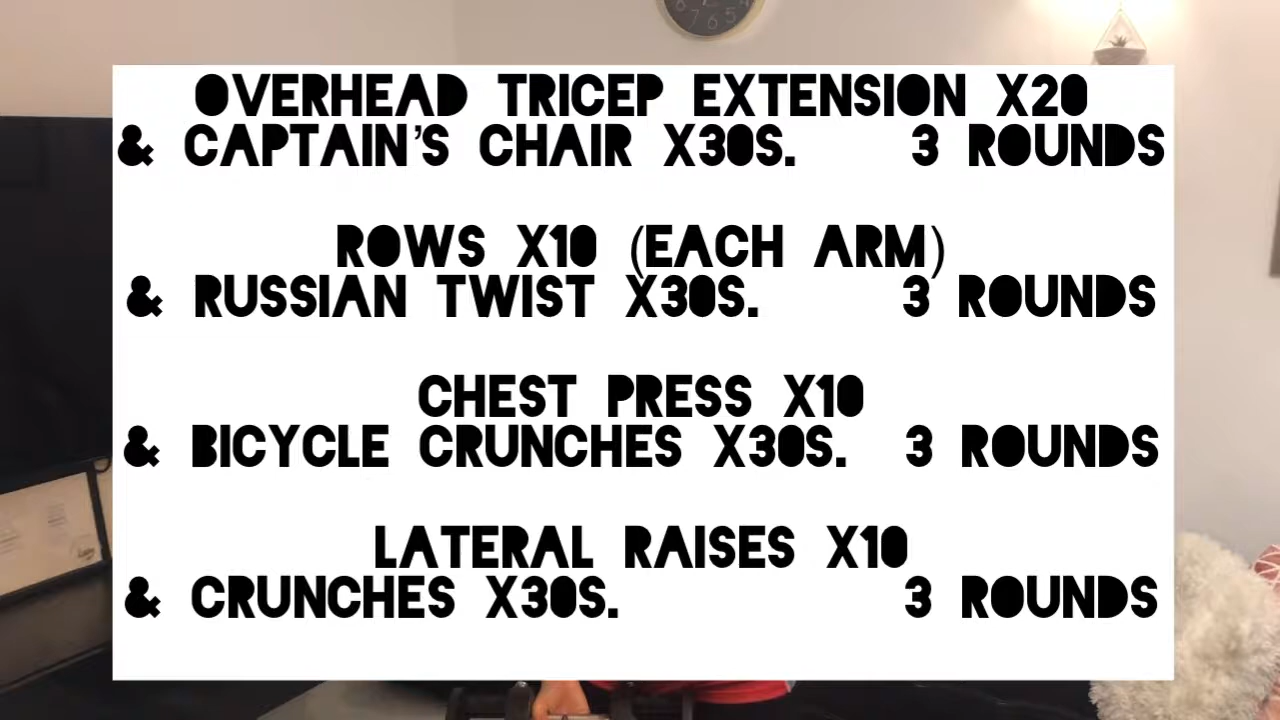 OVERHEAD TRICEP EXTENSION X20
& CAPTAIN'S CHAIR X30S. 3 ROUNDS
ROWS X10 (EACH ARM)
& RUSSIAN TWIST X30S. 3 ROUNDS
CHEST PRESS X10
& BICYCLE CRUNCHES X30S. 3 ROUNDS
LATERAL RAISES X10
& CRUNCHES X30S. 3 ROUNDS